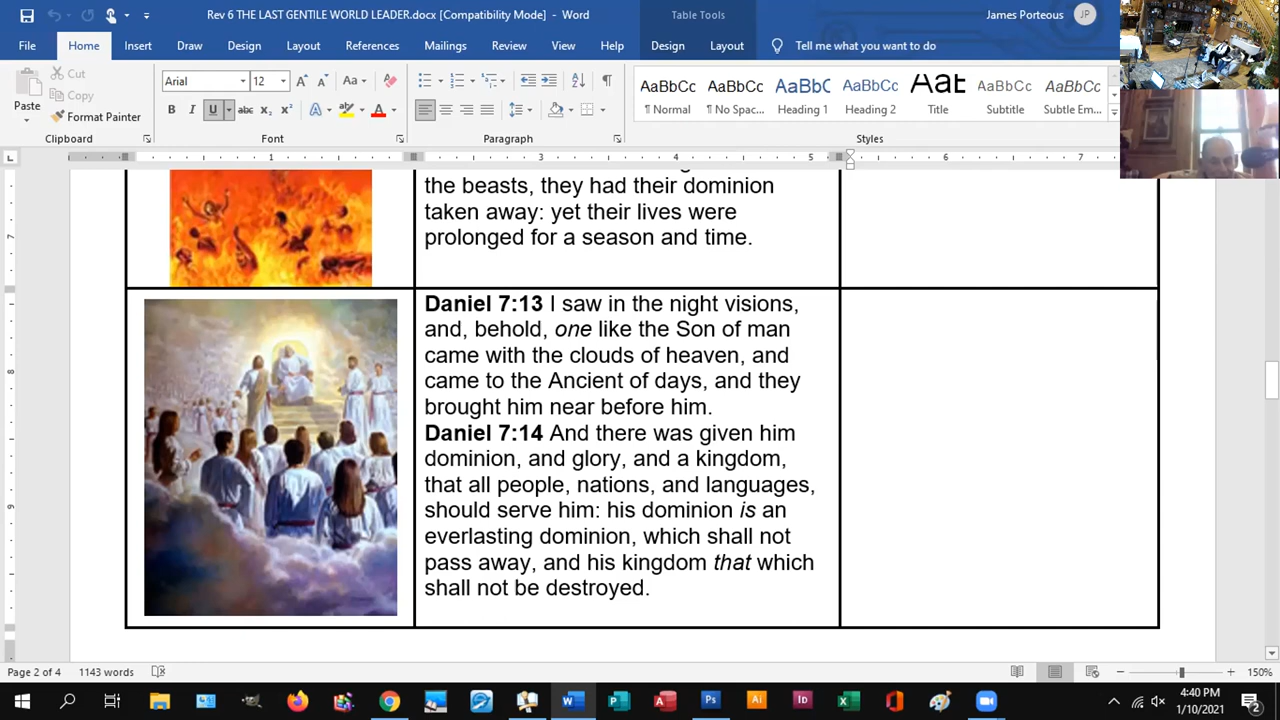 Rev 6 THE LAST GENTILE WORLD LEADER.docx [Compatibility Mode] - Word
Table Tools
James Porteous
JP
File Home Insert Draw Design Layout References Mailings Review View Help Design Layout Tell me what you want to do
Paste
Cut
Copy
Format Painter
Clipboard
Arial
12
Font
Paragraph
AaBbCc AaBbCc AaBbC AaBbCc AaB AaBbCc AaBbCc
¶ Normal ¶ No Spac... Heading 1 Heading 2 Title Subtitle Subtle Em...
Styles
1 3 4 5 6 7
the beasts, they had their dominion
taken away: yet their lives were
prolonged for a season and time.
Daniel 7:13 I saw in the night visions,
and, behold, one like the Son of man
came with the clouds of heaven, and
came to the Ancient of days, and they
brought him near before him.
Daniel 7:14 And there was given him
dominion, and glory, and a kingdom,
that all people, nations, and languages,
should serve him: his dominion is an
everlasting dominion, which shall not
pass away, and his kingdom that which
shall not be destroyed.
Page 2 of 4 1143 words
150%
4:40 PM
1/10/2021
2